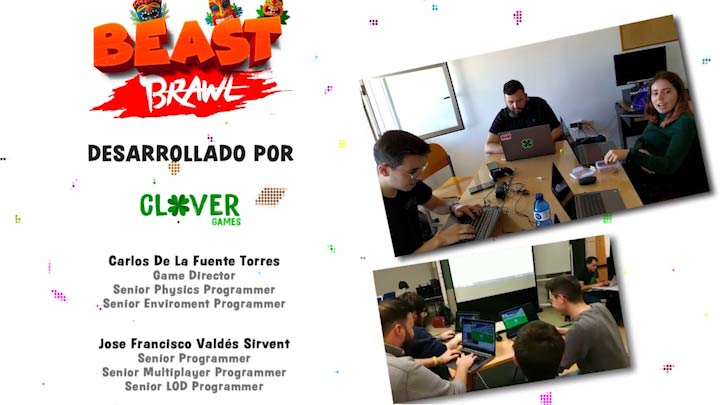 BEAST
BRAWL
DESARROLLADO POR
CLOVER
GAMES
Carlos De La Fuente Torres
Game Director
Senior Physics Programmer
Senior Enviroment Programmer
Jose Francisco Valdés Sirvent
Senior Programmer
Senior Multiplayer Programmer
Senior LOD Programmer